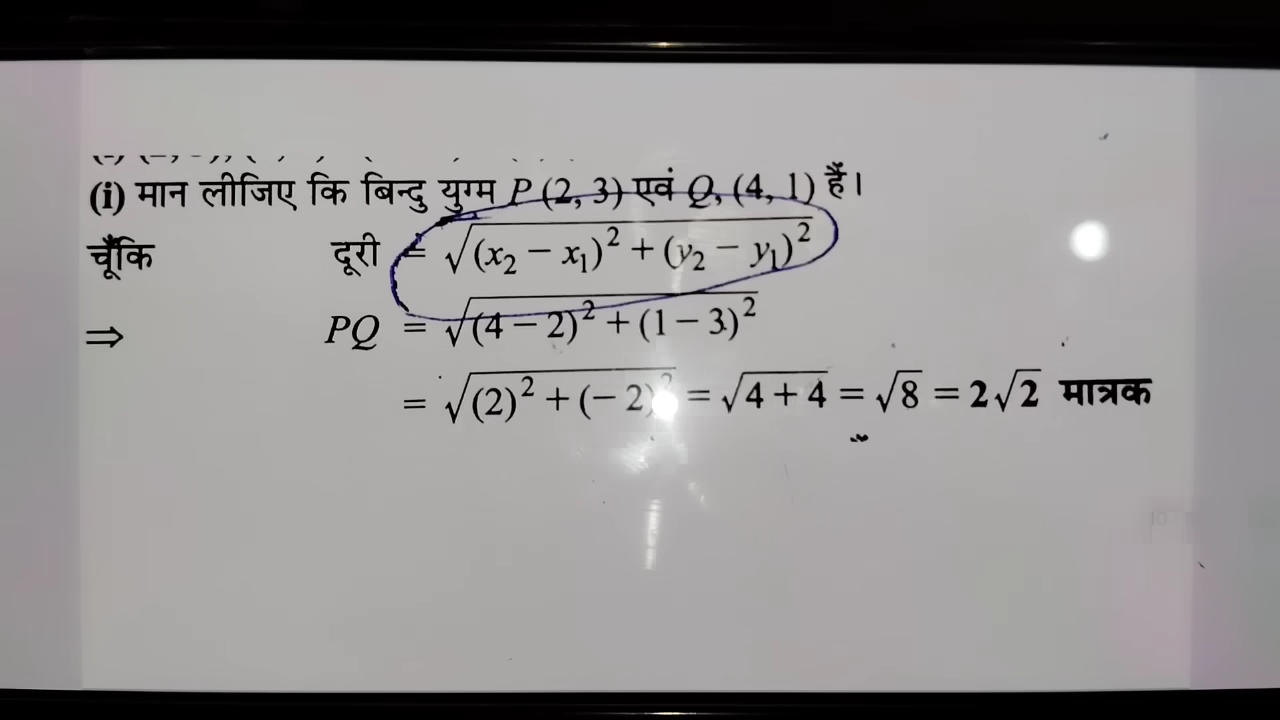 (i) मान लीजिए कि बिन्दु युग्म P (2, 3) एवं Q, (4, 1) हैं।
चूँकि दूरी = √(x₂ − x₁)² + (y₂ − y₁)²
⇒ PQ = √(4 − 2)² + (1 − 3)²
= √(2)² + (− 2)² = √4 + 4 = √8 = 2√2 मात्रक